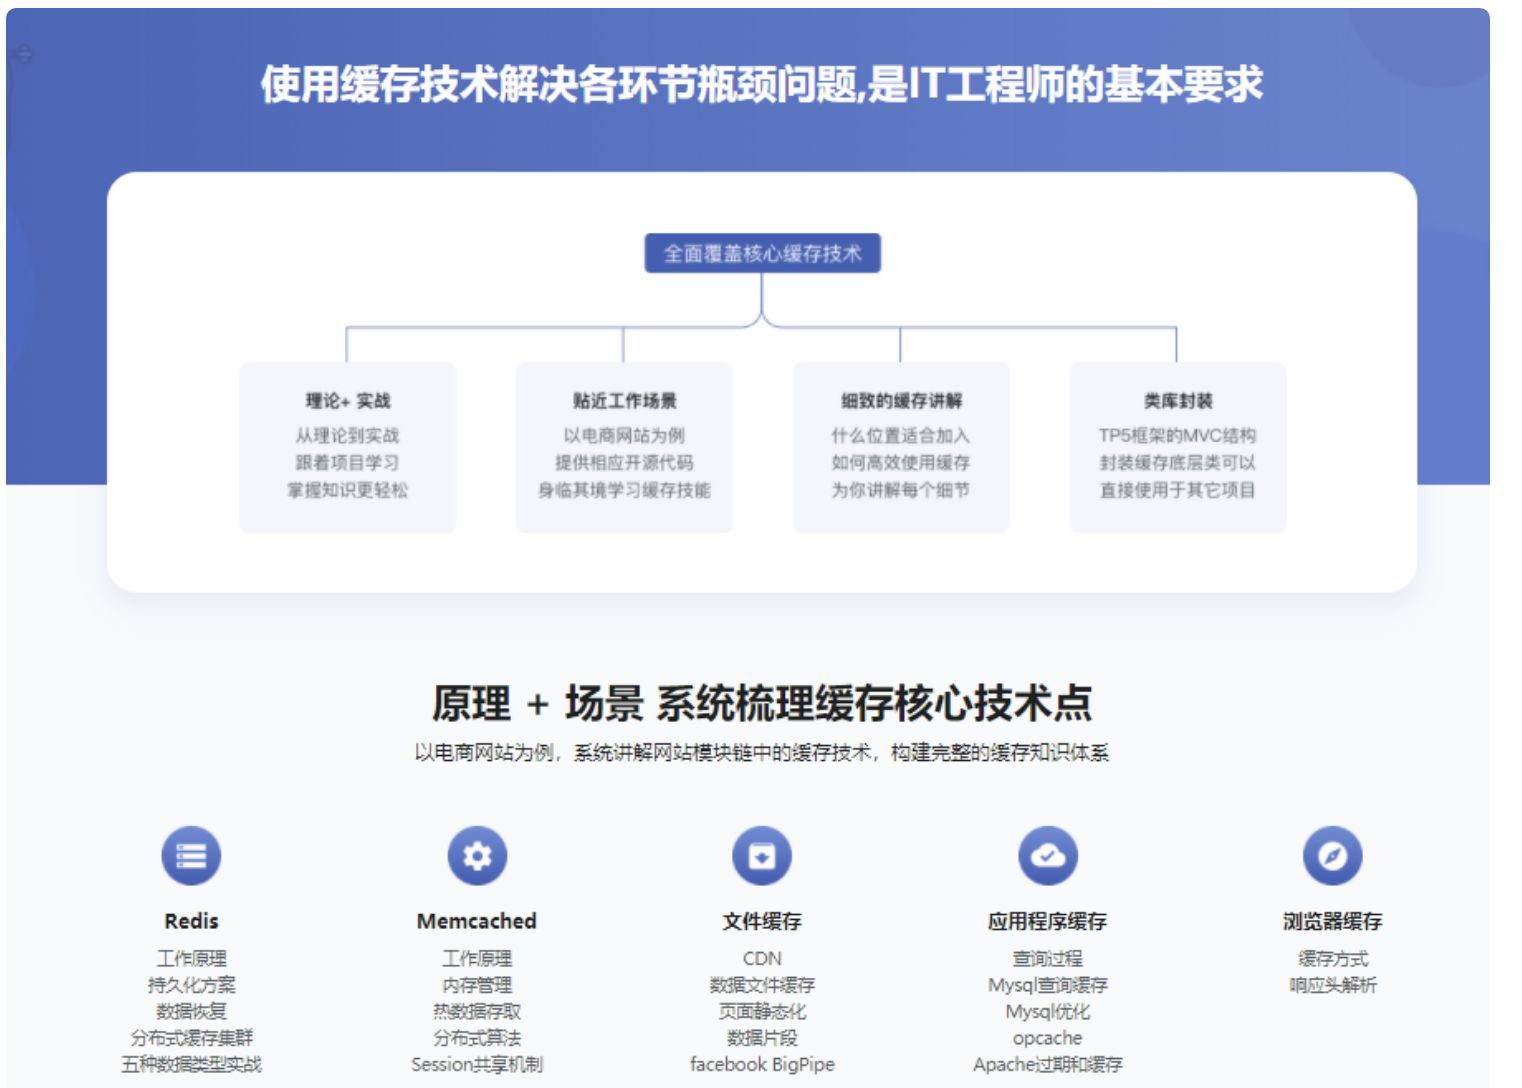 使用缓存技术解决各环节瓶颈问题,是IT工程师的基本要求
全面覆盖核心缓存技术
理论+ 实战
从理论到实战
跟着项目学习
掌握知识更轻松
贴近工作场景
以电商网站为例
提供相应开源代码
身临其境学习缓存技能
细致的缓存讲解
什么位置适合加入
如何高效使用缓存
为你讲解每个细节
类库封装
TP5框架的MVC结构
封装缓存底层类可以
直接使用于其它项目
原理 + 场景 系统梳理缓存核心技术点
以电商网站为例，系统讲解网站模块链中的缓存技术，构建完整的缓存知识体系
Redis
工作原理
持久化方案
数据恢复
分布式缓存集群
五种数据类型实战
Memcached
工作原理
内存管理
热数据存取
分布式算法
Session共享机制
文件缓存
CDN
数据文件缓存
页面静态化
数据片段
facebook BigPipe
应用程序缓存
查询过程
Mysql查询缓存
Mysql优化
opcache
Apache过期和缓存
浏览器缓存
缓存方式
响应头解析